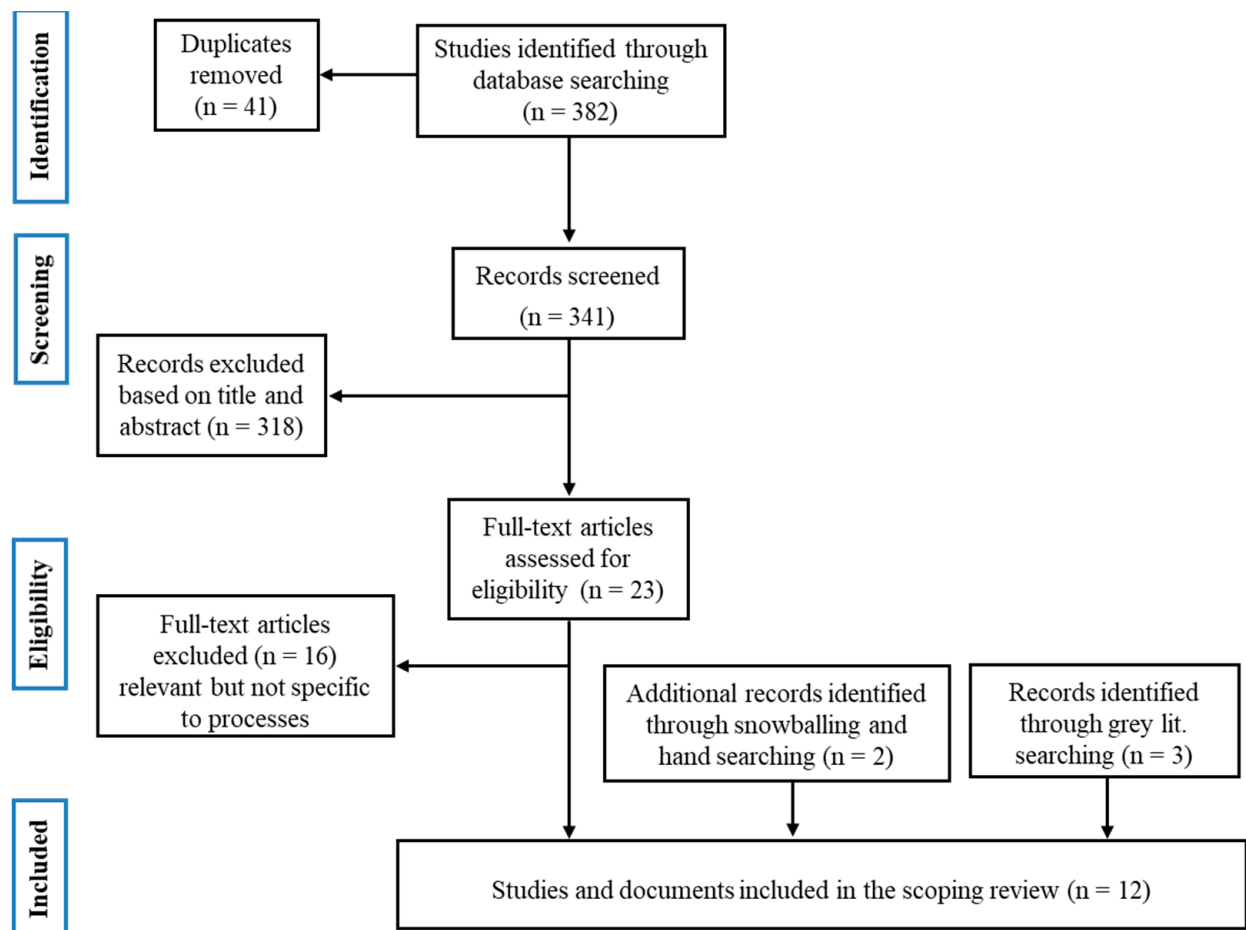 Identification
Duplicates
removed
(n = 41)
Studies identified through
database searching
(n = 382)
Screening
Records screened
(n = 341)
Records excluded
based on title and
abstract (n = 318)
Eligibility
Full-text articles
assessed for
eligibility (n = 23)
Full-text articles
excluded (n = 16)
relevant but not specific
to processes
Additional records identified
through snowballing and
hand searching (n = 2)
Records identified
through grey lit.
searching (n = 3)
Included
Studies and documents included in the scoping review (n = 12)